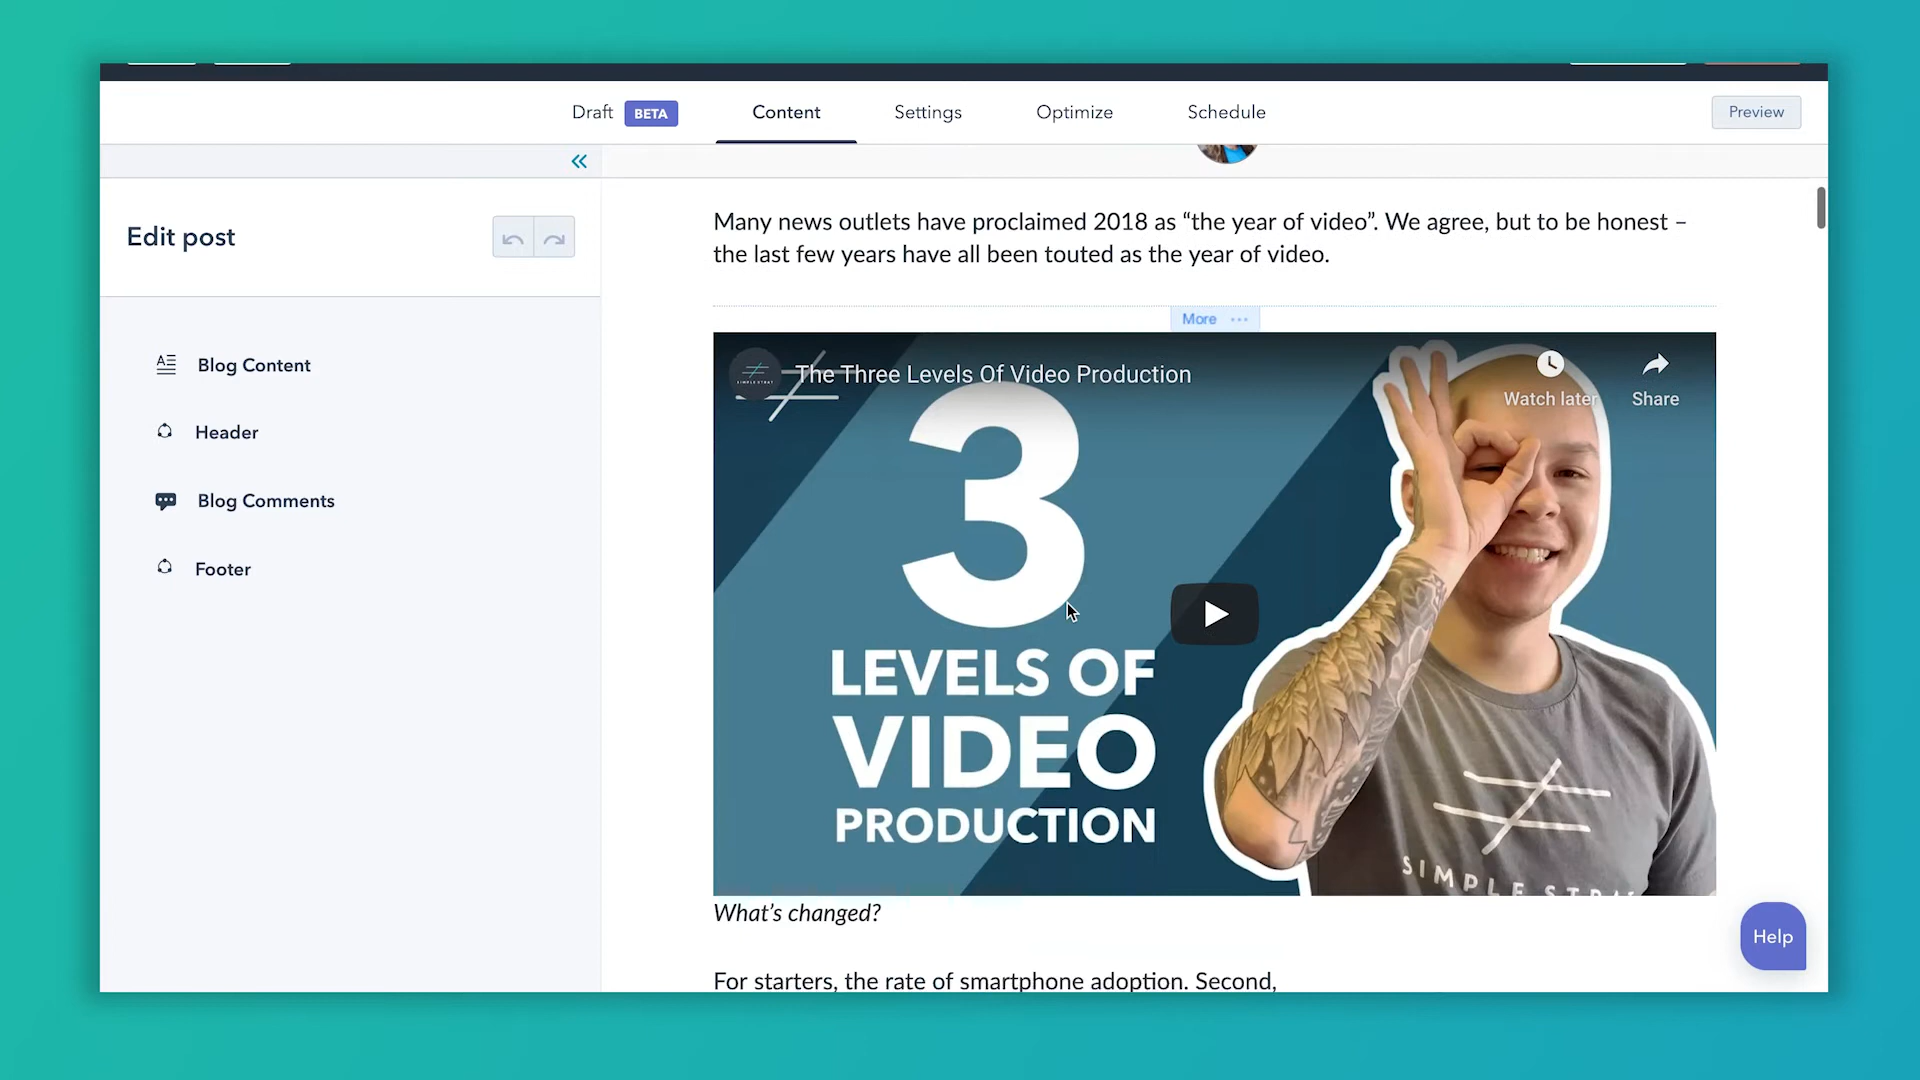 Draft BETA Content Settings Optimize Schedule Preview
Edit post
Blog Content
Header
Blog Comments
Footer
Many news outlets have proclaimed 2018 as “the year of video”. We agree, but to be honest –
the last few years have all been touted as the year of video.
More
The Three Levels Of Video Production
Watch later
Share
3
LEVELS OF
VIDEO
PRODUCTION
SIMPLE STRAT
What’s changed?
Help
For starters, the rate of smartphone adoption. Second,